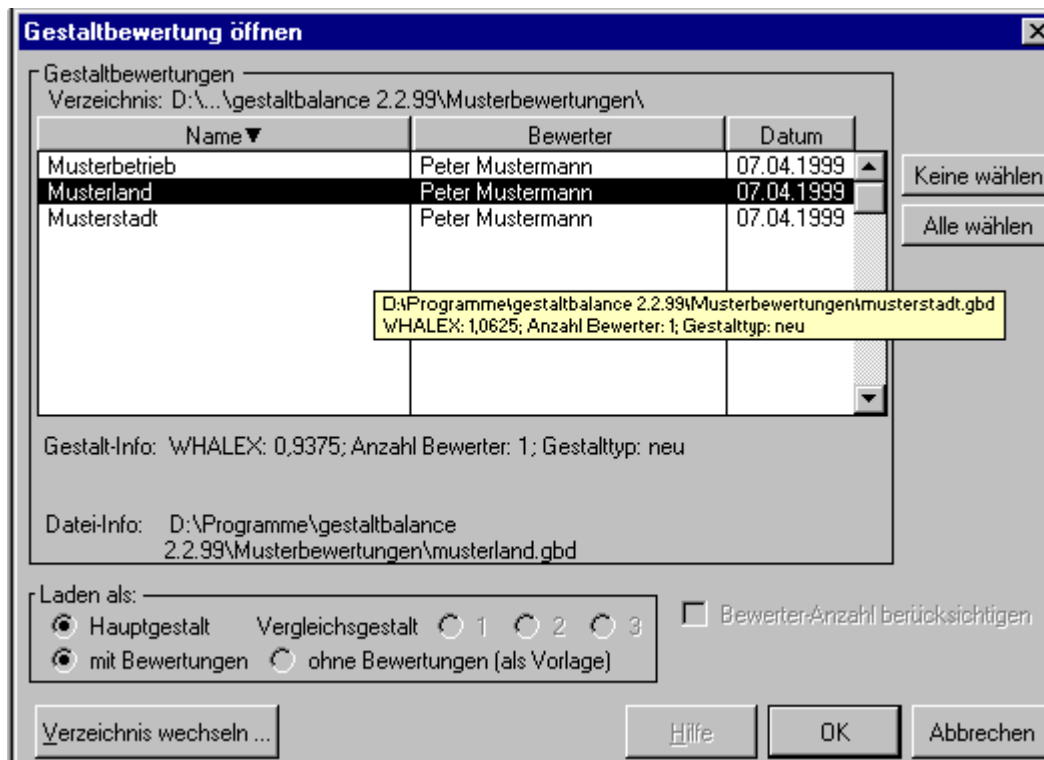 Gestaltbewertung öffnen
Gestaltbewertungen
Verzeichnis: D:\...\gestaltbalance 2.2.99\Musterbewertungen\
Name▼ Bewerter Datum
Musterbetrieb Peter Mustermann 07.04.1999
Musterland Peter Mustermann 07.04.1999
Musterstadt Peter Mustermann 07.04.1999
Keine wählen
Alle wählen
D:\Programme\gestaltbalance 2.2.99\Musterbewertungen\musterstadt.gbd
WHALEX: 1,0625; Anzahl Bewerter: 1; Gestalttyp: neu
Gestalt-Info: WHALEX: 0,9375; Anzahl Bewerter: 1; Gestalttyp: neu
Datei-Info: D:\Programme\gestaltbalance
2.2.99\Musterbewertungen\musterland.gbd
Laden als:
Hauptgestalt Vergleichsgestalt 1 2 3
mit Bewertungen ohne Bewertungen (als Vorlage)
Bewerter-Anzahl berücksichtigen
Verzeichnis wechseln ... Hilfe OK Abbrechen